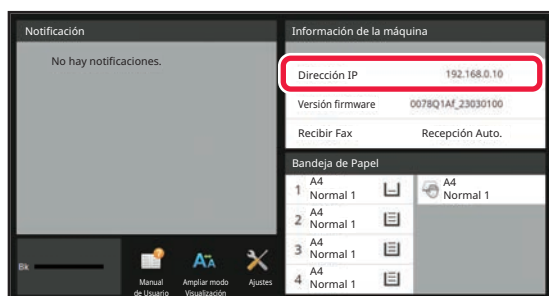 Notificación
No hay notificaciones.
Información de la máquina
Dirección IP 192.168.0.10
Versión firmware 0078Q1Af_23030100
Recibir Fax Recepción Auto.
Bandeja de Papel
1 A4
Normal 1
A4
Normal 1
2 A4
Normal 1
3 A4
Normal 1
4 A4
Normal 1
Bk
Manual
de Usuario
Ampliar modo
Visualización
Ajustes